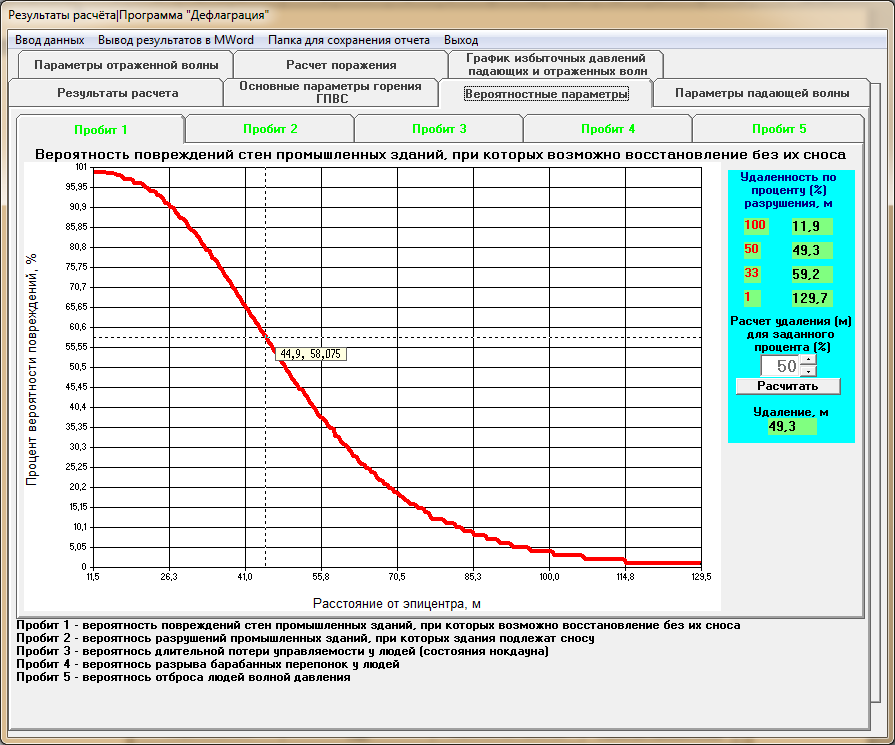 Результаты расчёта|Программа "Дефлаграция"
Ввод данных Вывод результатов в MWord Папка для сохранения отчета Выход
Параметры отраженной волны
Расчет поражения
График избыточных давлений
падающих и отраженных волн
Результаты расчета
Основные параметры горения
ГПВС
Вероятностные параметры
Параметры падающей волны
Пробит 1
Пробит 2
Пробит 3
Пробит 4
Пробит 5
Вероятность повреждений стен промышленных зданий, при которых возможно восстановление без их сноса
Процент вероятности повреждений, %
101
95,95
90,9
85,85
80,8
75,75
70,7
65,65
60,6
55,55
50,5
45,45
40,4
35,35
30,3
25,25
20,2
15,15
10,1
5,05
0
44,9, 58,075
11,5 26,3 41,0 55,8 70,5 85,3 100,0 114,8 129,5
Расстояние от эпицентра, м
Удаленность по
проценту (%)
разрушения, м
100 11,9
50 49,3
33 59,2
1 129,7
Расчет удаления (м)
для заданного
процента (%)
50
Расчитать
Удаление, м
49,3
Пробит 1 - вероятность повреждений стен промышленных зданий, при которых возможно восстановление без их сноса
Пробит 2 - вероятнось разрушений промышленных зданий, при которых здания подлежат сносу
Пробит 3 - вероятнось длительной потери управляемости у людей (состояния нокдауна)
Пробит 4 - вероятнось разрыва барабанных перепонок у людей
Пробит 5 - вероятнось отброса людей волной давления